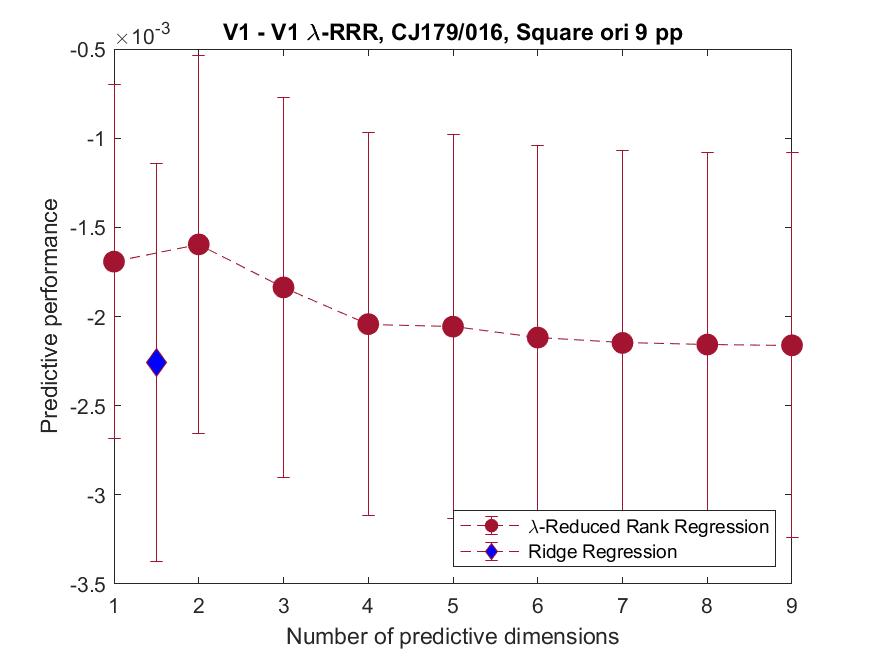 ×10⁻³
V1 - V1 λ-RRR, CJ179/016, Square ori 9 pp
-0.5
-1
-1.5
-2
-2.5
-3
-3.5
Predictive performance
1 2 3 4 5 6 7 8 9
Number of predictive dimensions
λ-Reduced Rank Regression
Ridge Regression